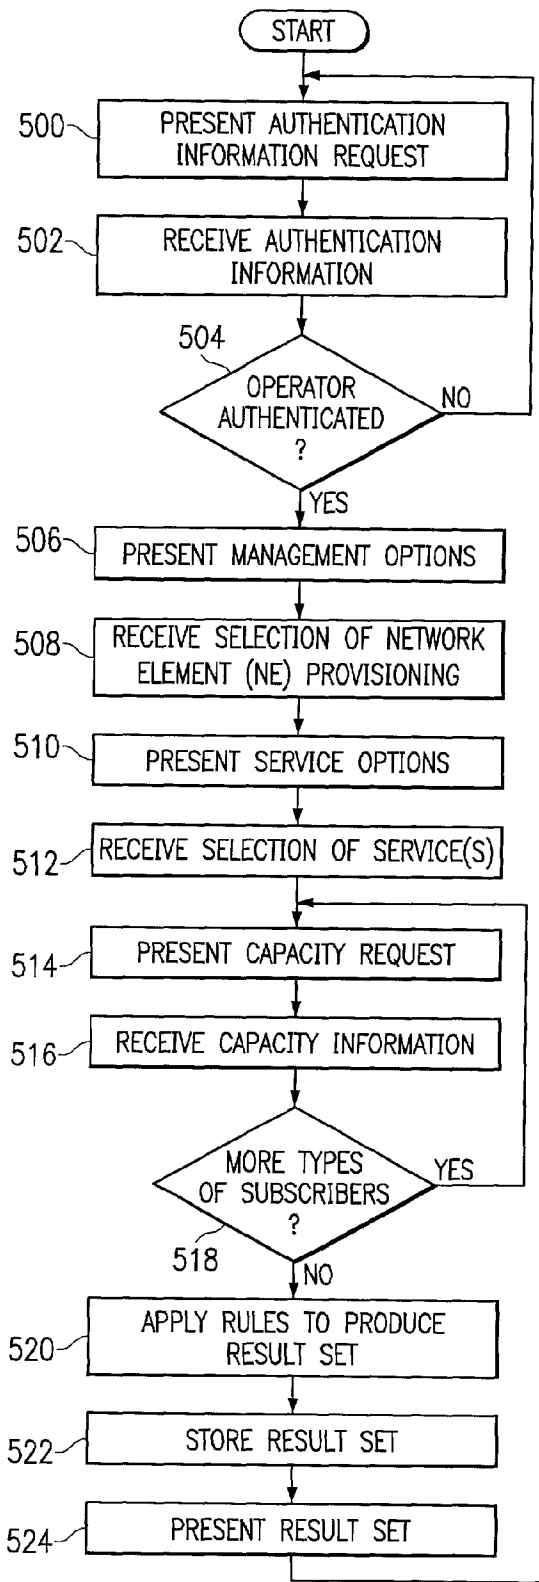 START
500
PRESENT AUTHENTICATION
INFORMATION REQUEST
502
RECEIVE AUTHENTICATION
INFORMATION
504
OPERATOR
AUTHENTICATED
?
NO
YES
506
PRESENT MANAGEMENT OPTIONS
508
RECEIVE SELECTION OF NETWORK
ELEMENT (NE) PROVISIONING
510
PRESENT SERVICE OPTIONS
512
RECEIVE SELECTION OF SERVICE(S)
514
PRESENT CAPACITY REQUEST
516
RECEIVE CAPACITY INFORMATION
MORE TYPES
OF SUBSCRIBERS
?
YES
518
NO
520
APPLY RULES TO PRODUCE
RESULT SET
522
STORE RESULT SET
524
PRESENT RESULT SET